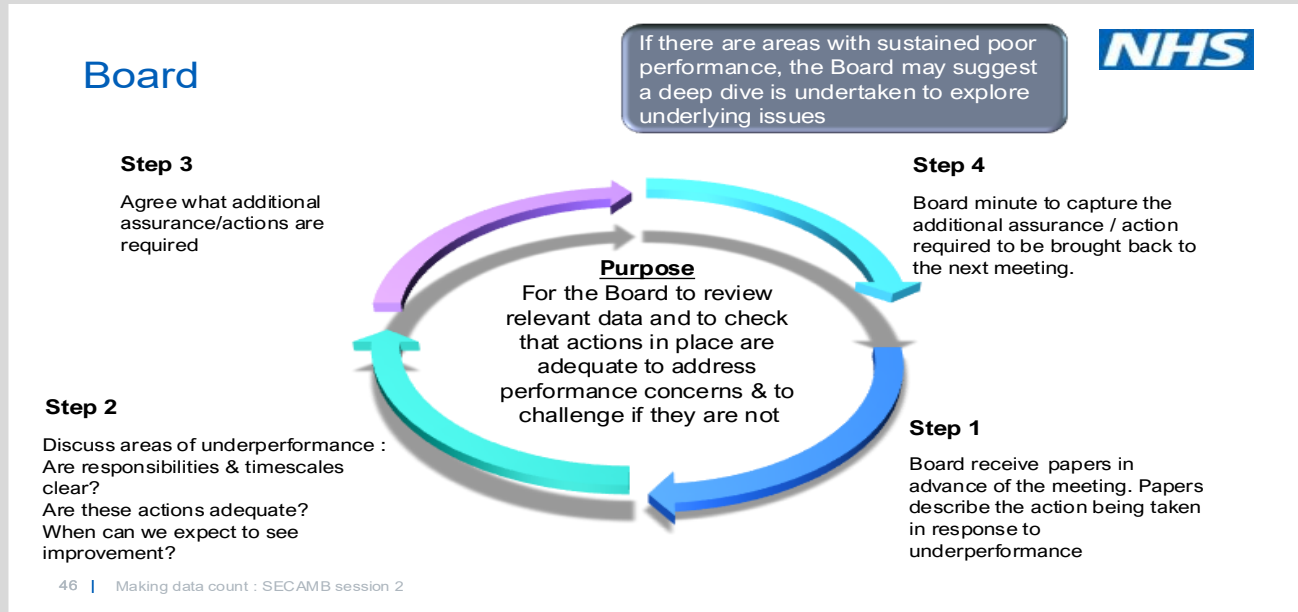 Board
If there are areas with sustained poor
performance, the Board may suggest
a deep dive is undertaken to explore
underlying issues
NHS
Step 3
Agree what additional
assurance/actions are
required
Step 4
Board minute to capture the
additional assurance / action
required to be brought back to
the next meeting.
Purpose
For the Board to review
relevant data and to check
that actions in place are
adequate to address
performance concerns & to
challenge if they are not
Step 2
Discuss areas of underperformance :
Are responsibilities & timescales
clear?
Are these actions adequate?
When can we expect to see
improvement?
Step 1
Board receive papers in
advance of the meeting. Papers
describe the action being taken
in response to
underperformance
46 | Making data count : SECAMB session 2